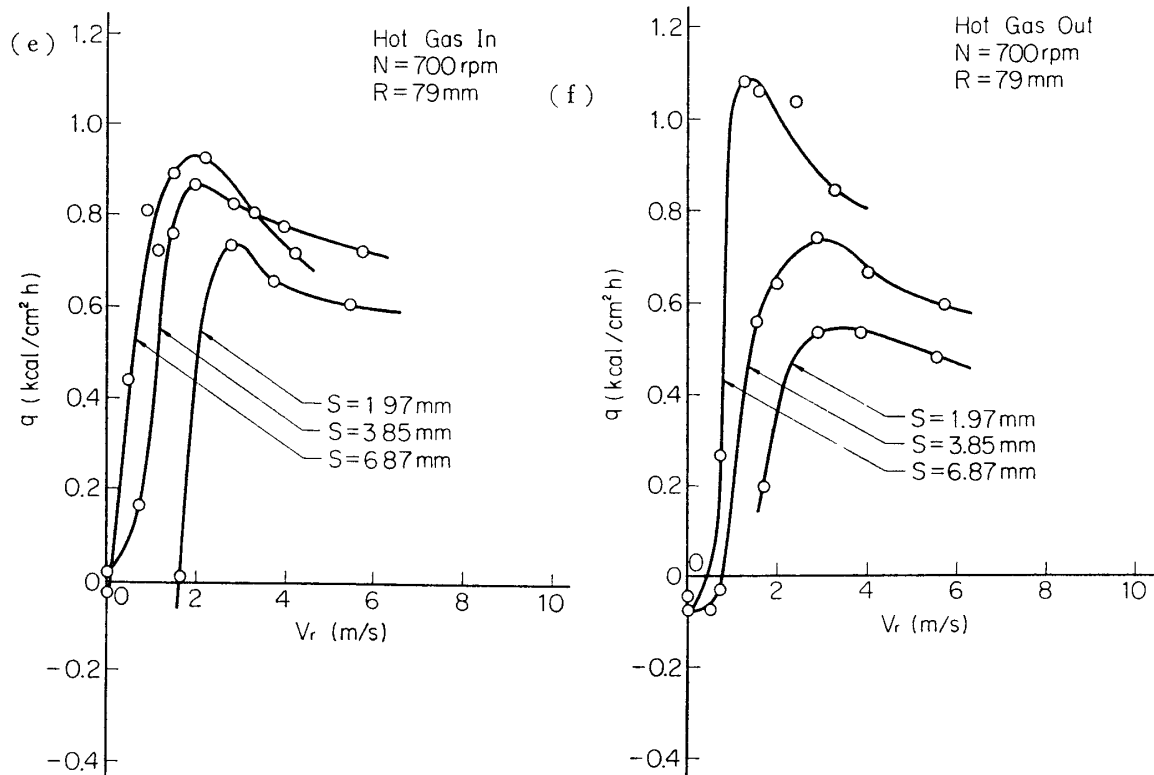 (e)
Hot Gas In
N = 700 rpm
R = 79 mm
1.2
1.0
0.8
0.6
0.4
0.2
0
-0.2
-0.4
q (kcal/cm² h)
S = 1.97 mm
S = 3.85 mm
S = 6.87 mm
0 2 4 6 8 10
Vr (m/s)
(f)
Hot Gas Out
N = 700 rpm
R = 79 mm
1.2
1.0
0.8
0.6
0.4
0.2
0
-0.2
-0.4
q (kcal/cm² h)
S = 1.97 mm
S = 3.85 mm
S = 6.87 mm
0 2 4 6 8 10
Vr (m/s)